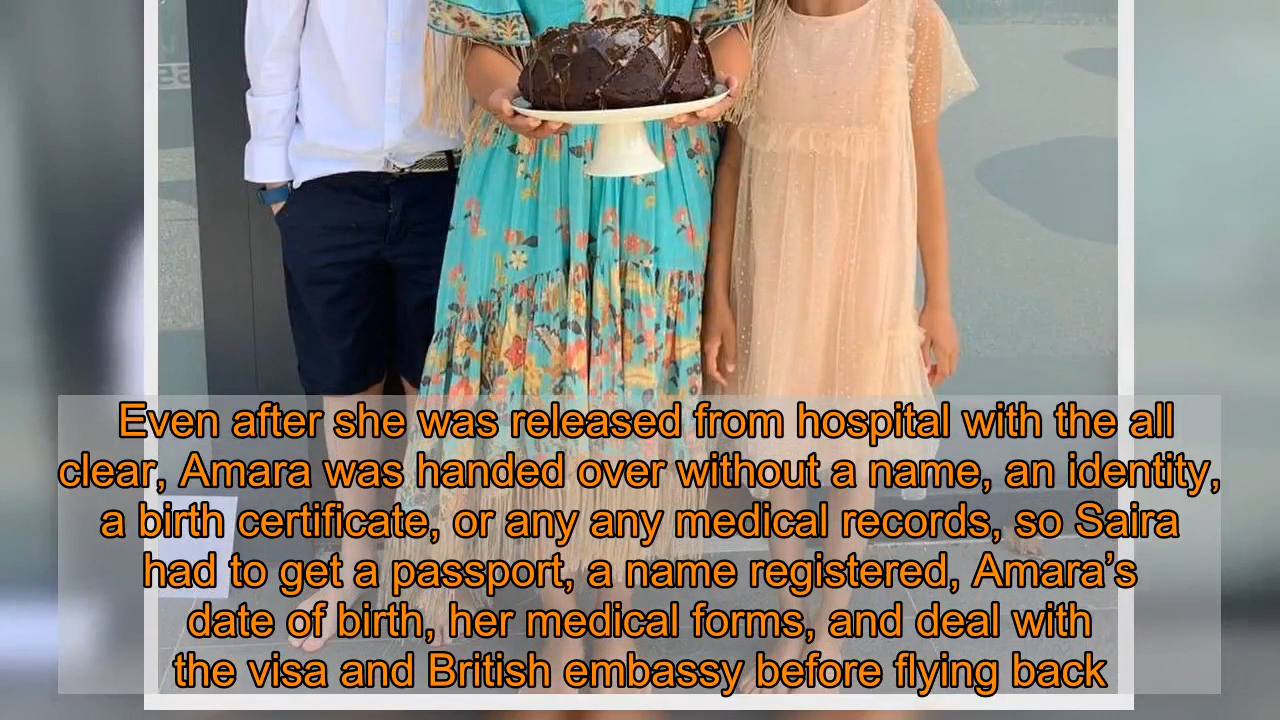 Even after she was released from hospital with the all
clear, Amara was handed over without a name, an identity,
a birth certificate, or any any medical records, so Saira
had to get a passport, a name registered, Amara’s
date of birth, her medical forms, and deal with
the visa and British embassy before flying back